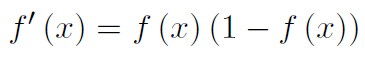 f′ (x) = f (x) (1 − f (x))